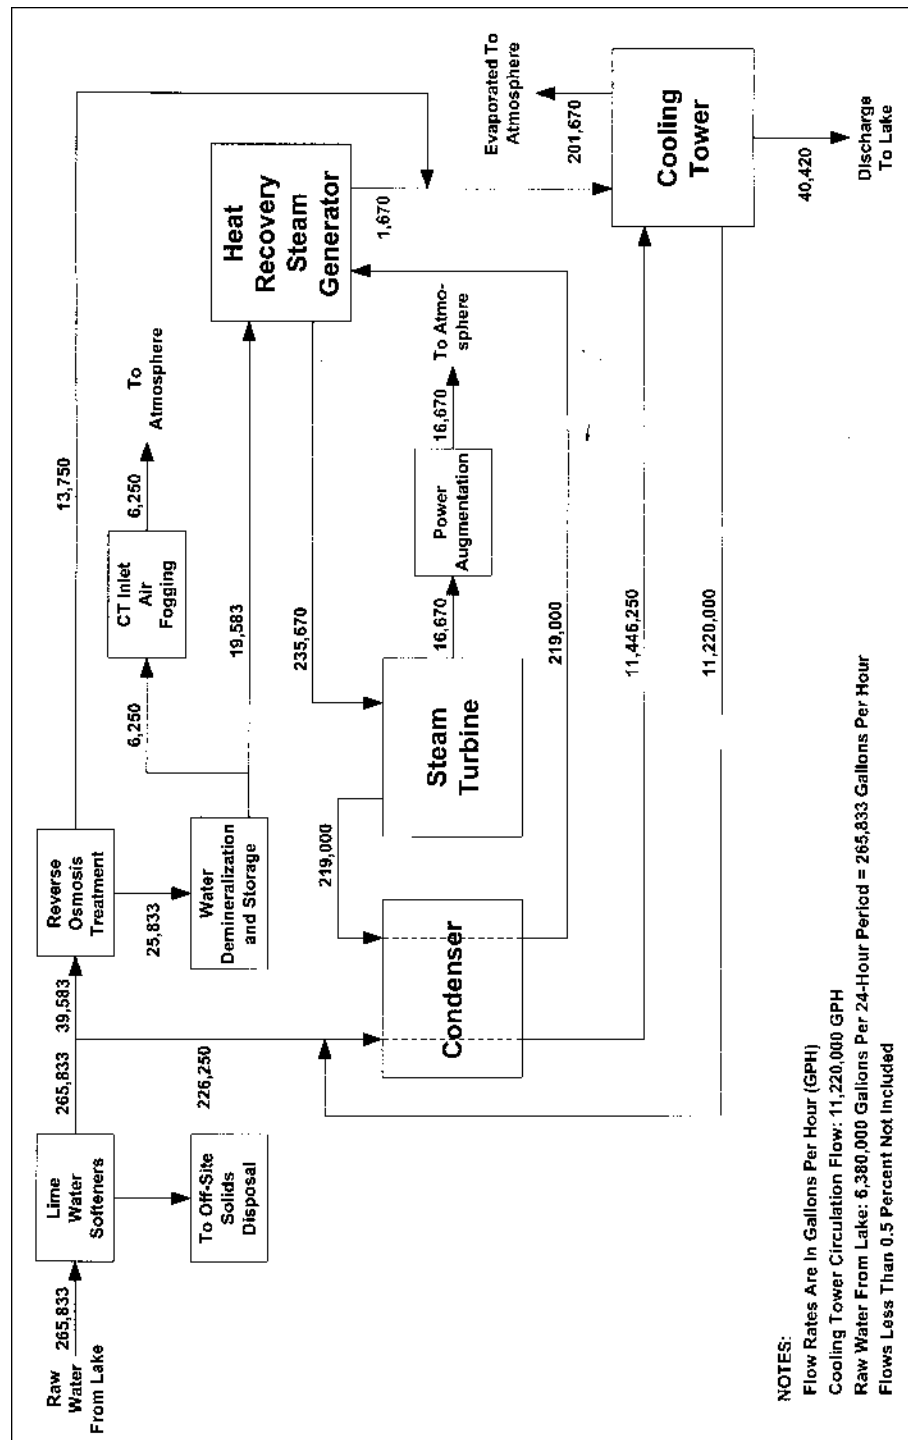 Raw
Water
From Lake
265,833
Lime
Water
Softeners
To Off-Site
Solids
Disposal
265,833
39,583
226,250
Reverse
Osmosis
Treatment
25,833
Water
Demineralization
and Storage
13,750
6,250
CT Inlet
Air
Fogging
6,250
To
Atmosphere
19,583
Heat
Recovery
Steam
Generator
1,670
235,670
Steam
Turbine
219,000
Condenser
16,670
Power
Augmentation
16,670
To Atmo-
sphere
219,000
11,446,250
11,220,000
Evaporated To
Atmosphere
201,670
Cooling
Tower
40,420
Discharge
To Lake
NOTES:
Flow Rates Are In Gallons Per Hour (GPH)
Cooling Tower Circulation Flow: 11,220,000 GPH
Raw Water From Lake: 6,380,000 Gallons Per 24-Hour Period = 265,833 Gallons Per Hour
Flows Less Than 0.5 Percent Not Included